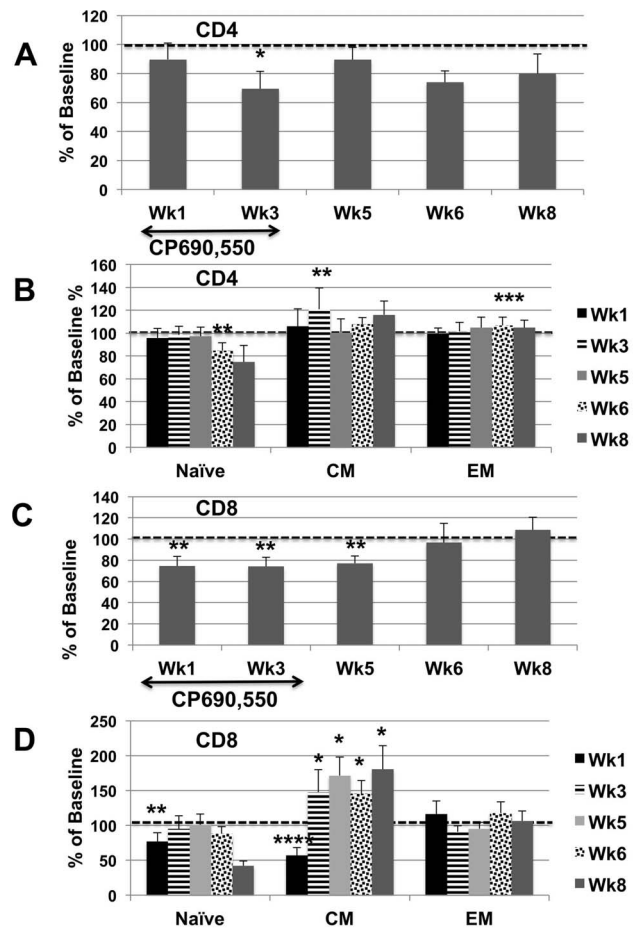 A
CD4
% of Baseline
120
100
80
60
40
20
0
*
Wk1 Wk3 Wk5 Wk6 Wk8
CP690,550
B
CD4
% of Baseline %
160
140
120
100
80
60
40
20
0
** ** ***
Naïve CM EM
Wk1
Wk3
Wk5
Wk6
Wk8
C
CD8
% of Baseline
140
120
100
80
60
40
20
0
** ** **
Wk1 Wk3 Wk5 Wk6 Wk8
CP690,550
D
CD8
% of Baseline
250
200
150
100
50
0
** **** * * * *
Naïve CM EM
Wk1
Wk3
Wk5
Wk6
Wk8